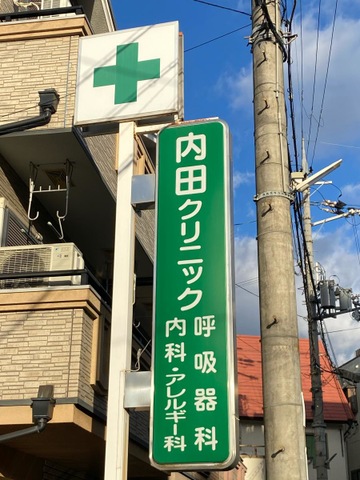 内田クリニック
呼吸器科
内科・アレルギー科